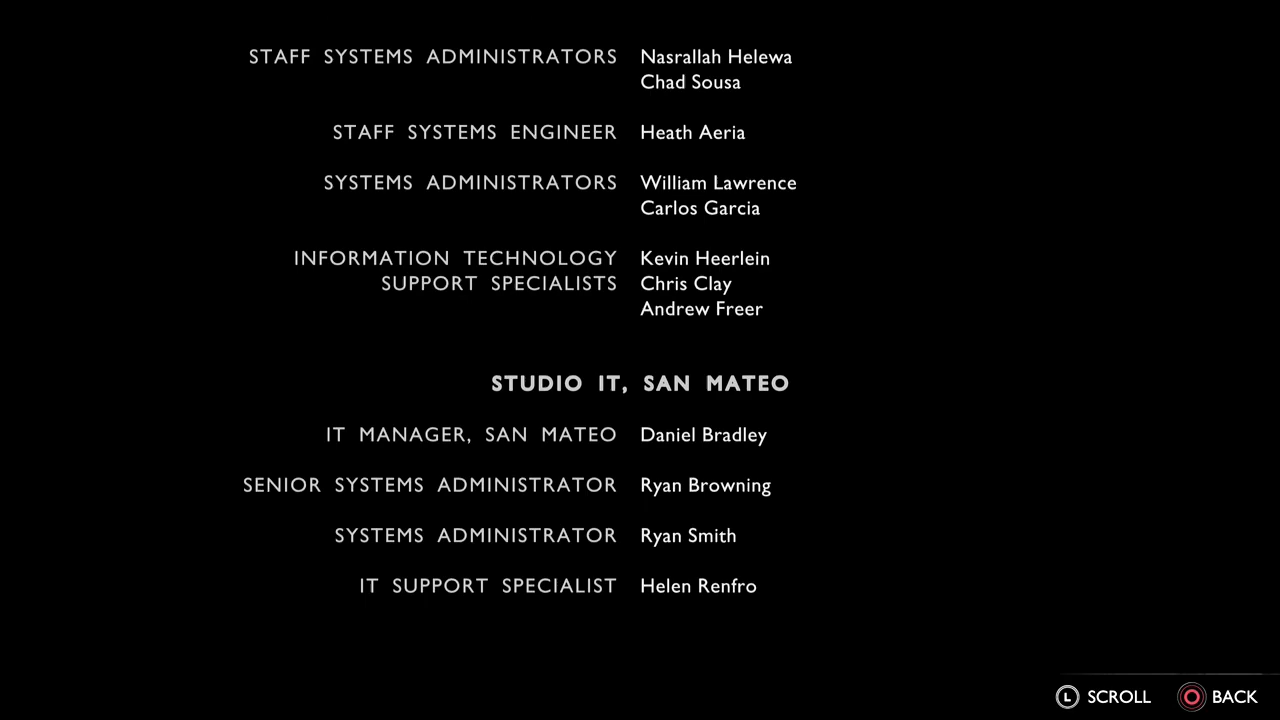 STAFF SYSTEMS ADMINISTRATORS Nasrallah Helewa
Chad Sousa
STAFF SYSTEMS ENGINEER Heath Aeria
SYSTEMS ADMINISTRATORS William Lawrence
Carlos Garcia
INFORMATION TECHNOLOGY Kevin Heerlein
SUPPORT SPECIALISTS Chris Clay
Andrew Freer
STUDIO IT, SAN MATEO
IT MANAGER, SAN MATEO Daniel Bradley
SENIOR SYSTEMS ADMINISTRATOR Ryan Browning
SYSTEMS ADMINISTRATOR Ryan Smith
IT SUPPORT SPECIALIST Helen Renfro
L SCROLL BACK